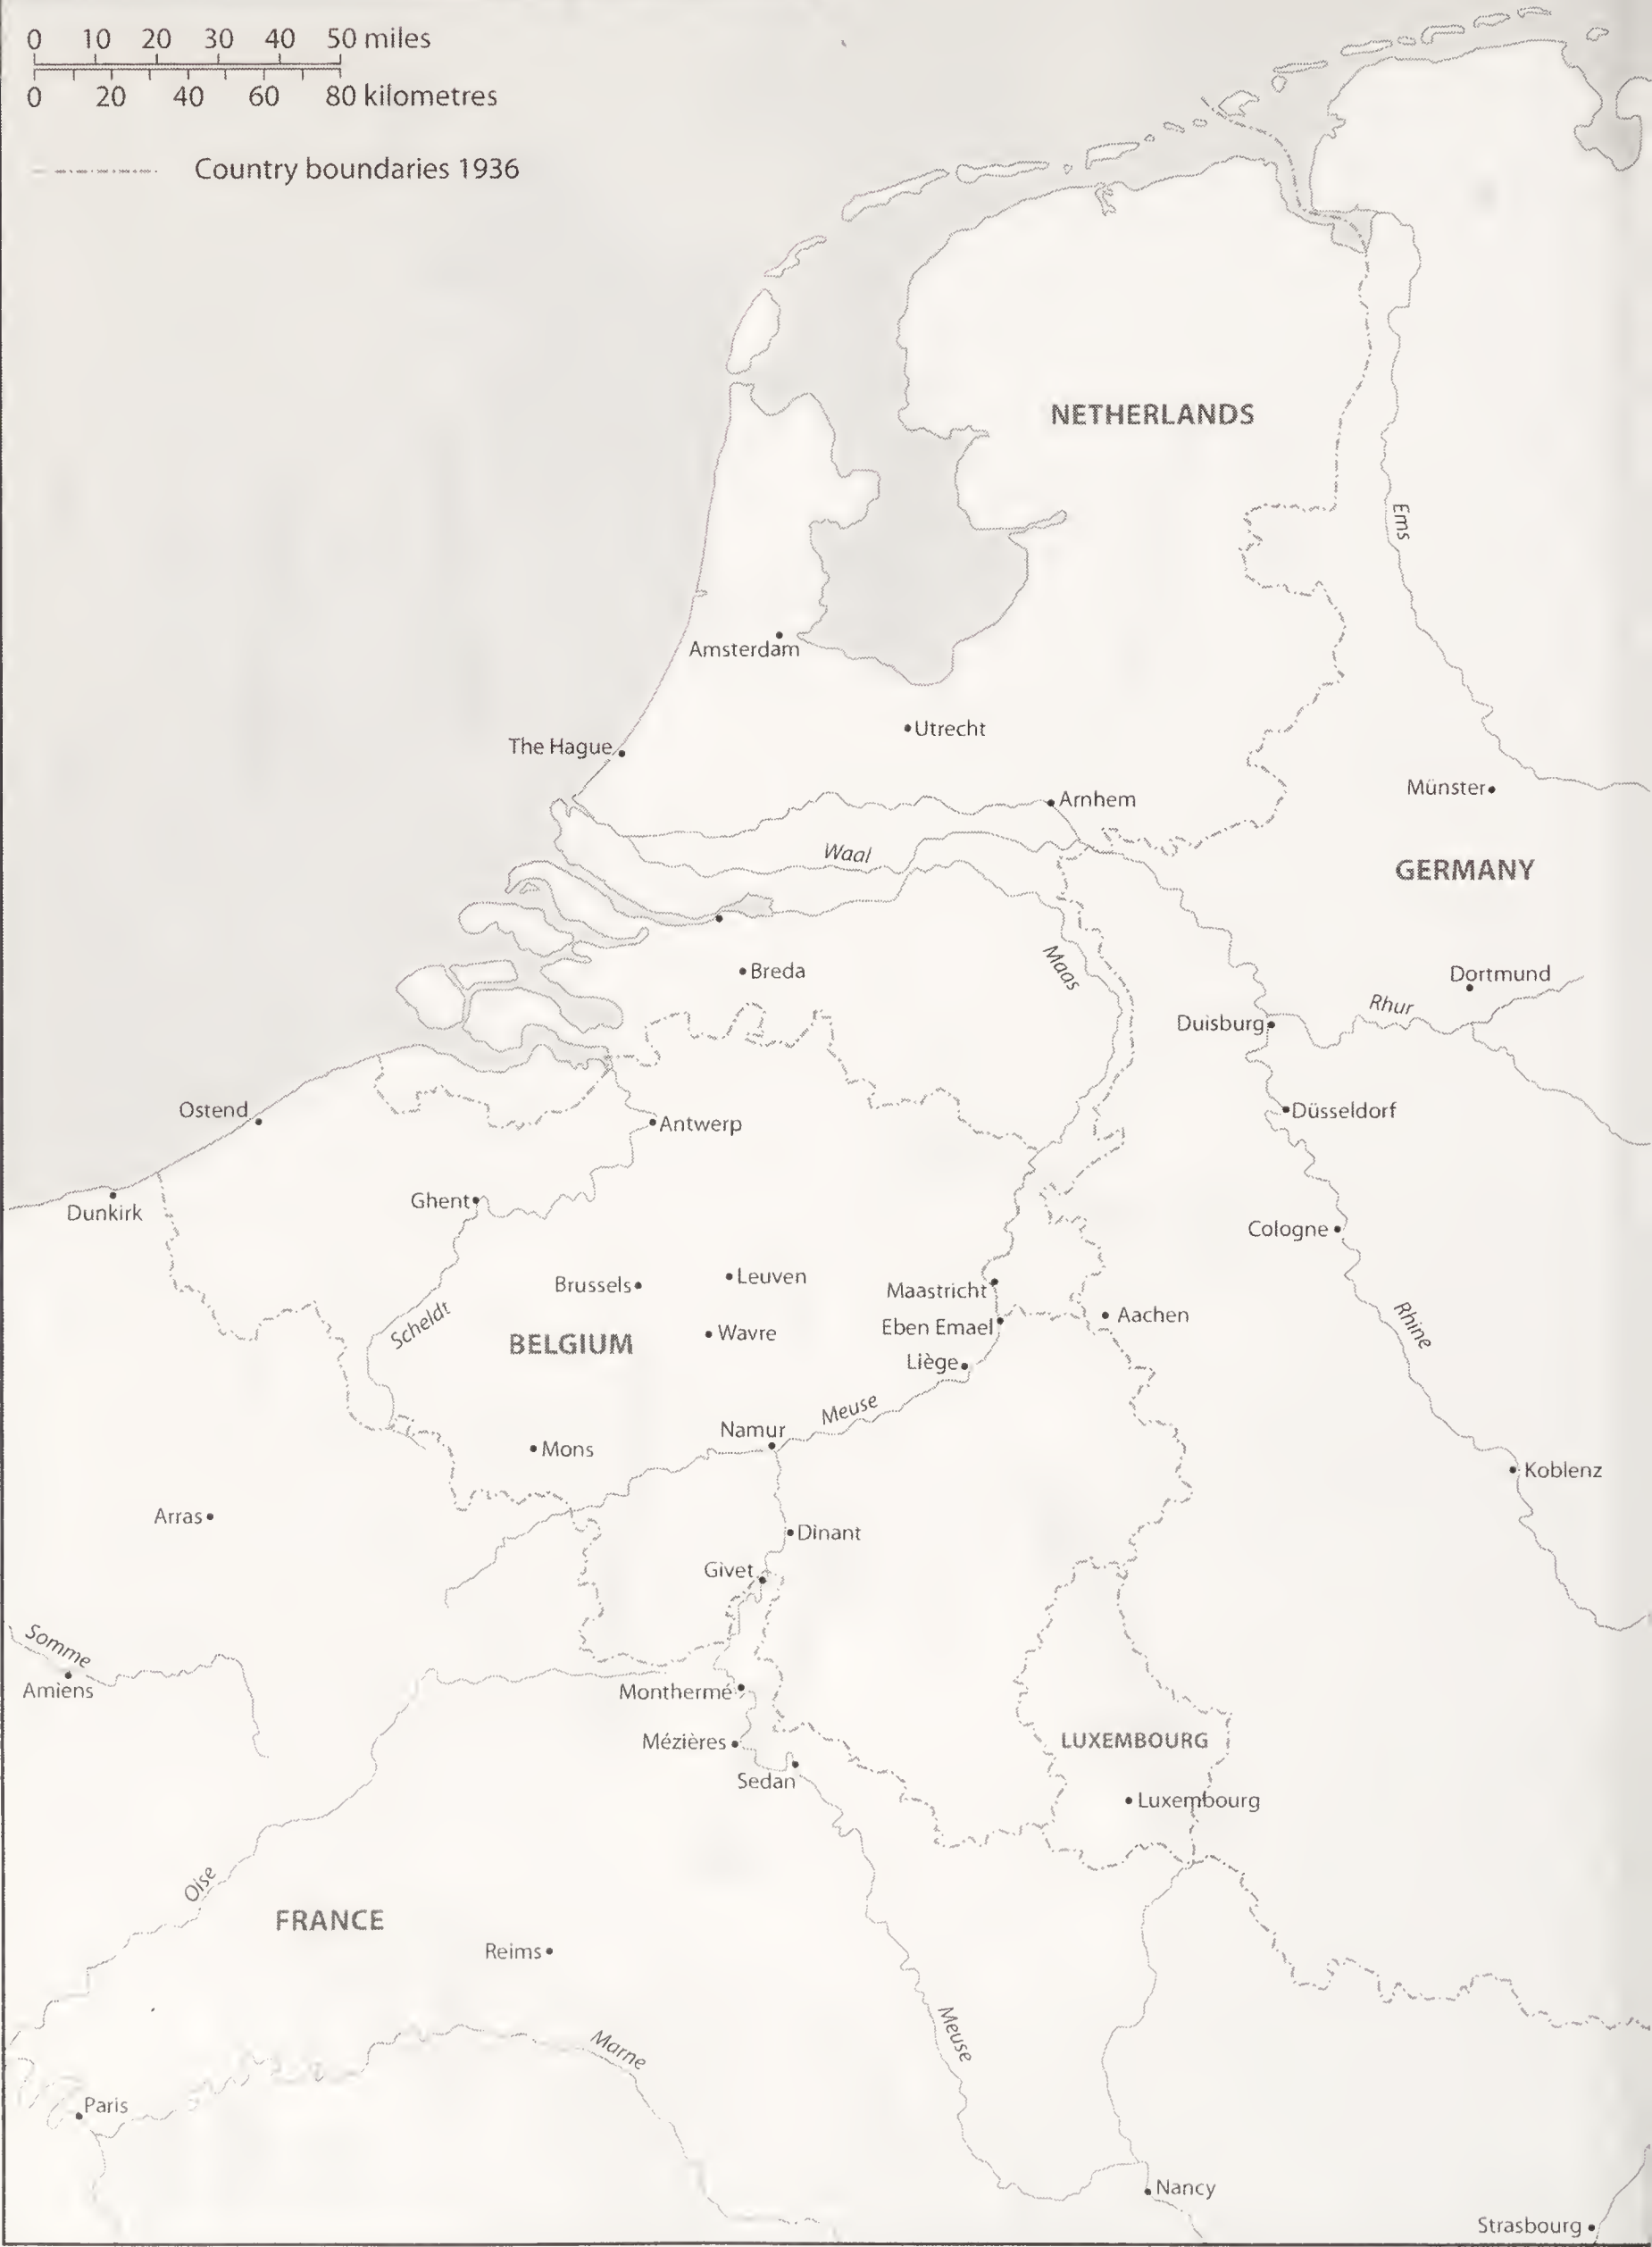 0 10 20 30 40 50 miles
0 20 40 60 80 kilometres
Country boundaries 1936
NETHERLANDS
Ems
Amsterdam
Utrecht
The Hague
Münster
Arnhem
Waal
GERMANY
Maas
Breda
Dortmund
Rhur
Duisburg
Ostend
Düsseldorf
Antwerp
Ghent
Dunkirk
Cologne
Brussels
Leuven
Maastricht
Scheldt
Rhine
Aachen
Eben Emael
Wavre
BELGIUM
Liège
Meuse
Namur
Mons
Koblenz
Arras
Dinant
Givet
Somme
Amiens
Monthermé
Mézières
LUXEMBOURG
Sedan
Luxembourg
Oise
FRANCE
Reims
Meuse
Marne
Paris
Nancy
Strasbourg